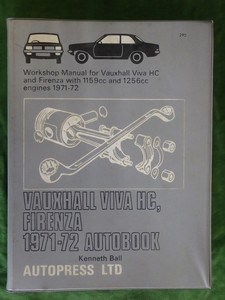 Workshop Manual for Vauxhall Viva HC
and Firenza with 1159cc and 1256cc
engines 1971-72
VAUXHALL VIVA HC,
FIRENZA
1971-72 AUTOBOOK
Kenneth Ball
AUTOPRESS LTD